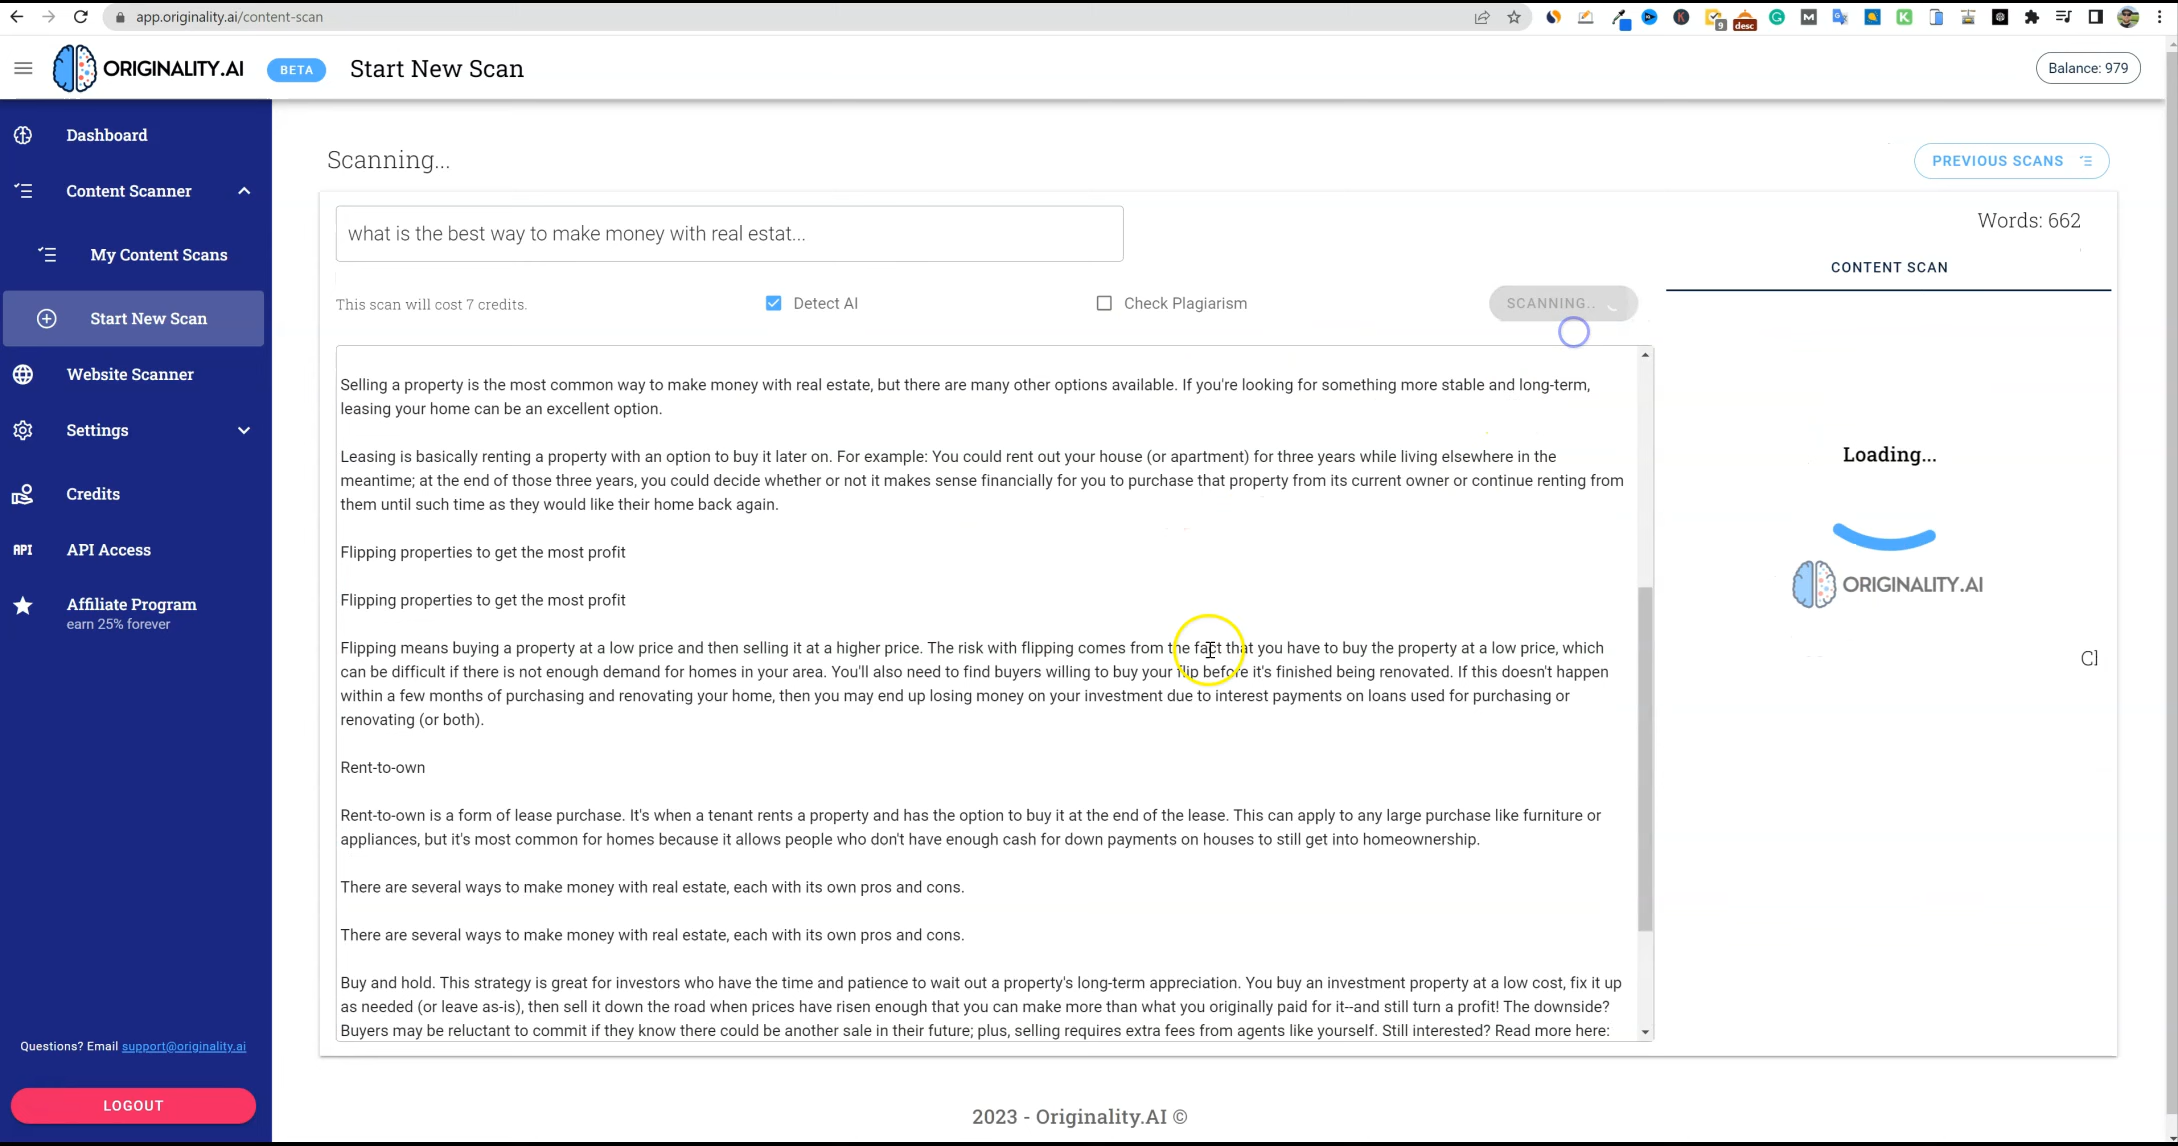 app.originality.ai/content-scan
9
desc
ORIGINALITY.AI
BETA
Start New Scan
Balance: 979
Dashboard
Content Scanner
My Content Scans
Start New Scan
Website Scanner
Settings
Credits
API
API Access
Affiliate Program
earn 25% forever
Questions? Email support@originality.ai
LOGOUT
Scanning...
PREVIOUS SCANS
what is the best way to make money with real estat...
Words: 662
This scan will cost 7 credits.
Detect AI
Check Plagiarism
SCANNING..
CONTENT SCAN
Selling a property is the most common way to make money with real estate, but there are many other options available. If you're looking for something more stable and long-term,
leasing your home can be an excellent option.
Leasing is basically renting a property with an option to buy it later on. For example: You could rent out your house (or apartment) for three years while living elsewhere in the
meantime; at the end of those three years, you could decide whether or not it makes sense financially for you to purchase that property from its current owner or continue renting from
them until such time as they would like their home back again.
Flipping properties to get the most profit
Flipping properties to get the most profit
Flipping means buying a property at a low price and then selling it at a higher price. The risk with flipping comes from the fact that you have to buy the property at a low price, which
can be difficult if there is not enough demand for homes in your area. You'll also need to find buyers willing to buy your flip before it's finished being renovated. If this doesn't happen
within a few months of purchasing and renovating your home, then you may end up losing money on your investment due to interest payments on loans used for purchasing or
renovating (or both).
Rent-to-own
Rent-to-own is a form of lease purchase. It's when a tenant rents a property and has the option to buy it at the end of the lease. This can apply to any large purchase like furniture or
appliances, but it's most common for homes because it allows people who don't have enough cash for down payments on houses to still get into homeownership.
There are several ways to make money with real estate, each with its own pros and cons.
There are several ways to make money with real estate, each with its own pros and cons.
Buy and hold. This strategy is great for investors who have the time and patience to wait out a property's long-term appreciation. You buy an investment property at a low cost, fix it up
as needed (or leave as-is), then sell it down the road when prices have risen enough that you can make more than what you originally paid for it--and still turn a profit! The downside?
Buyers may be reluctant to commit if they know there could be another sale in their future; plus, selling requires extra fees from agents like yourself. Still interested? Read more here:
Loading...
ORIGINALITY.AI
Cl
2023 - Originality.AI ©